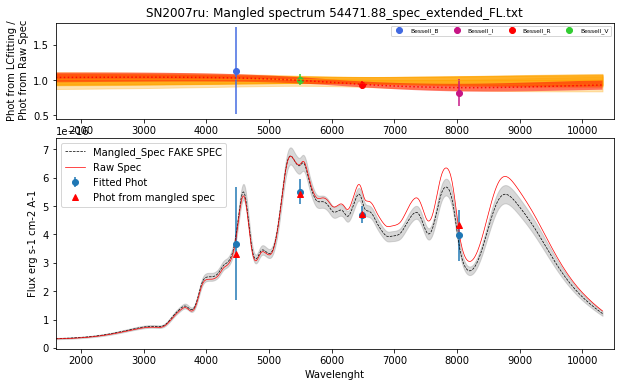 SN2007ru: Mangled spectrum 54471.88_spec_extended_FL.txt
Phot from LCfitting /
Phot from Raw Spec
1.5
1.0
0.5
Bessell_B
Bessell_I
Bessell_R
Bessell_V
2000 3000 4000 5000 6000 7000 8000 9000 10000
Flux erg s-1 cm-2 A-1
7
6
5
4
3
2
1
0
Mangled_Spec FAKE SPEC
Raw Spec
Fitted Phot
Phot from mangled spec
2000 3000 4000 5000 6000 7000 8000 9000 10000
Wavelenght